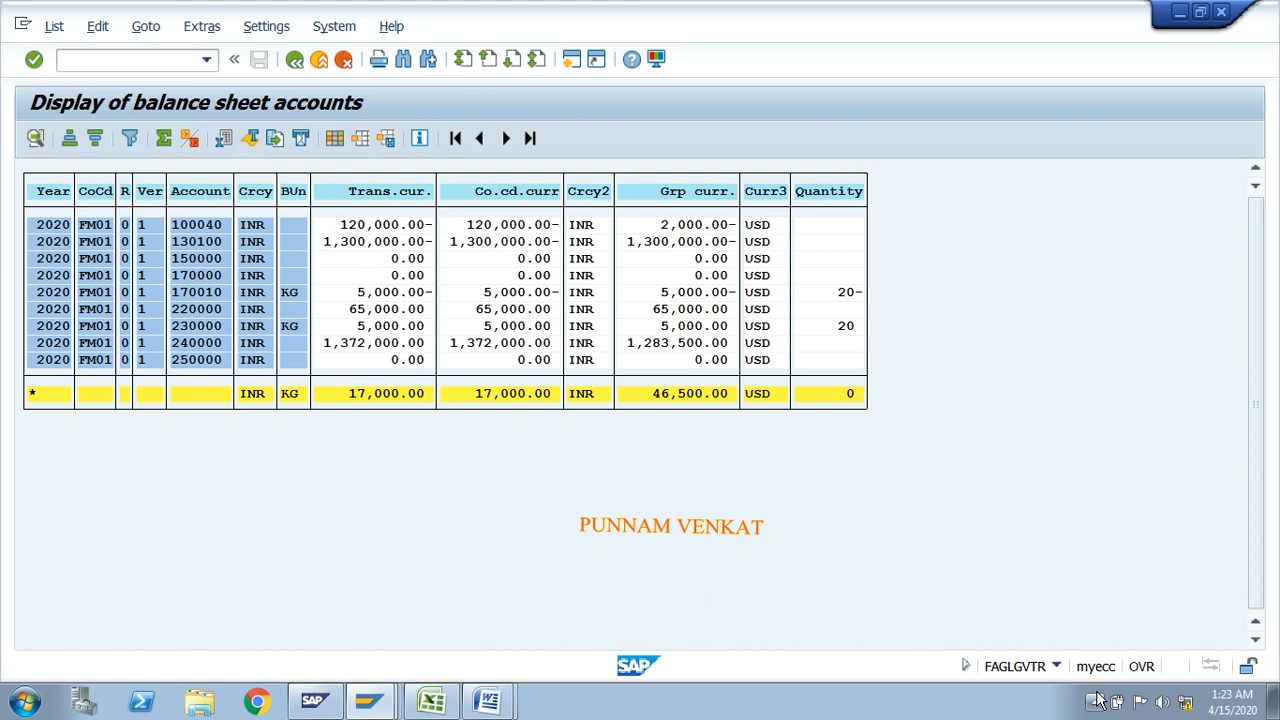 List Edit Goto Extras Settings System Help
Display of balance sheet accounts
Year CoCd R Ver Account Crcy BUn Trans.cur. Co.cd.curr Crcy2 Grp curr. Curr3 Quantity
2020 FM01 0 1 100040 INR 120,000.00- 120,000.00- INR 2,000.00- USD
2020 FM01 0 1 130100 INR 1,300,000.00- 1,300,000.00- INR 1,300,000.00- USD
2020 FM01 0 1 150000 INR 0.00 0.00 INR 0.00 USD
2020 FM01 0 1 170000 INR 0.00 0.00 INR 0.00 USD
2020 FM01 0 1 170010 INR KG 5,000.00- 5,000.00- INR 5,000.00- USD 20-
2020 FM01 0 1 220000 INR 65,000.00 65,000.00 INR 65,000.00 USD
2020 FM01 0 1 230000 INR KG 5,000.00 5,000.00 INR 5,000.00 USD 20
2020 FM01 0 1 240000 INR 1,372,000.00 1,372,000.00 INR 1,283,500.00 USD
2020 FM01 0 1 250000 INR 0.00 0.00 INR 0.00 USD
* INR KG 17,000.00 17,000.00 INR 46,500.00 USD 0
PUNNAM VENKAT
SAP FAGLGVTR myecc OVR
SAP
1:23 AM
4/15/2020